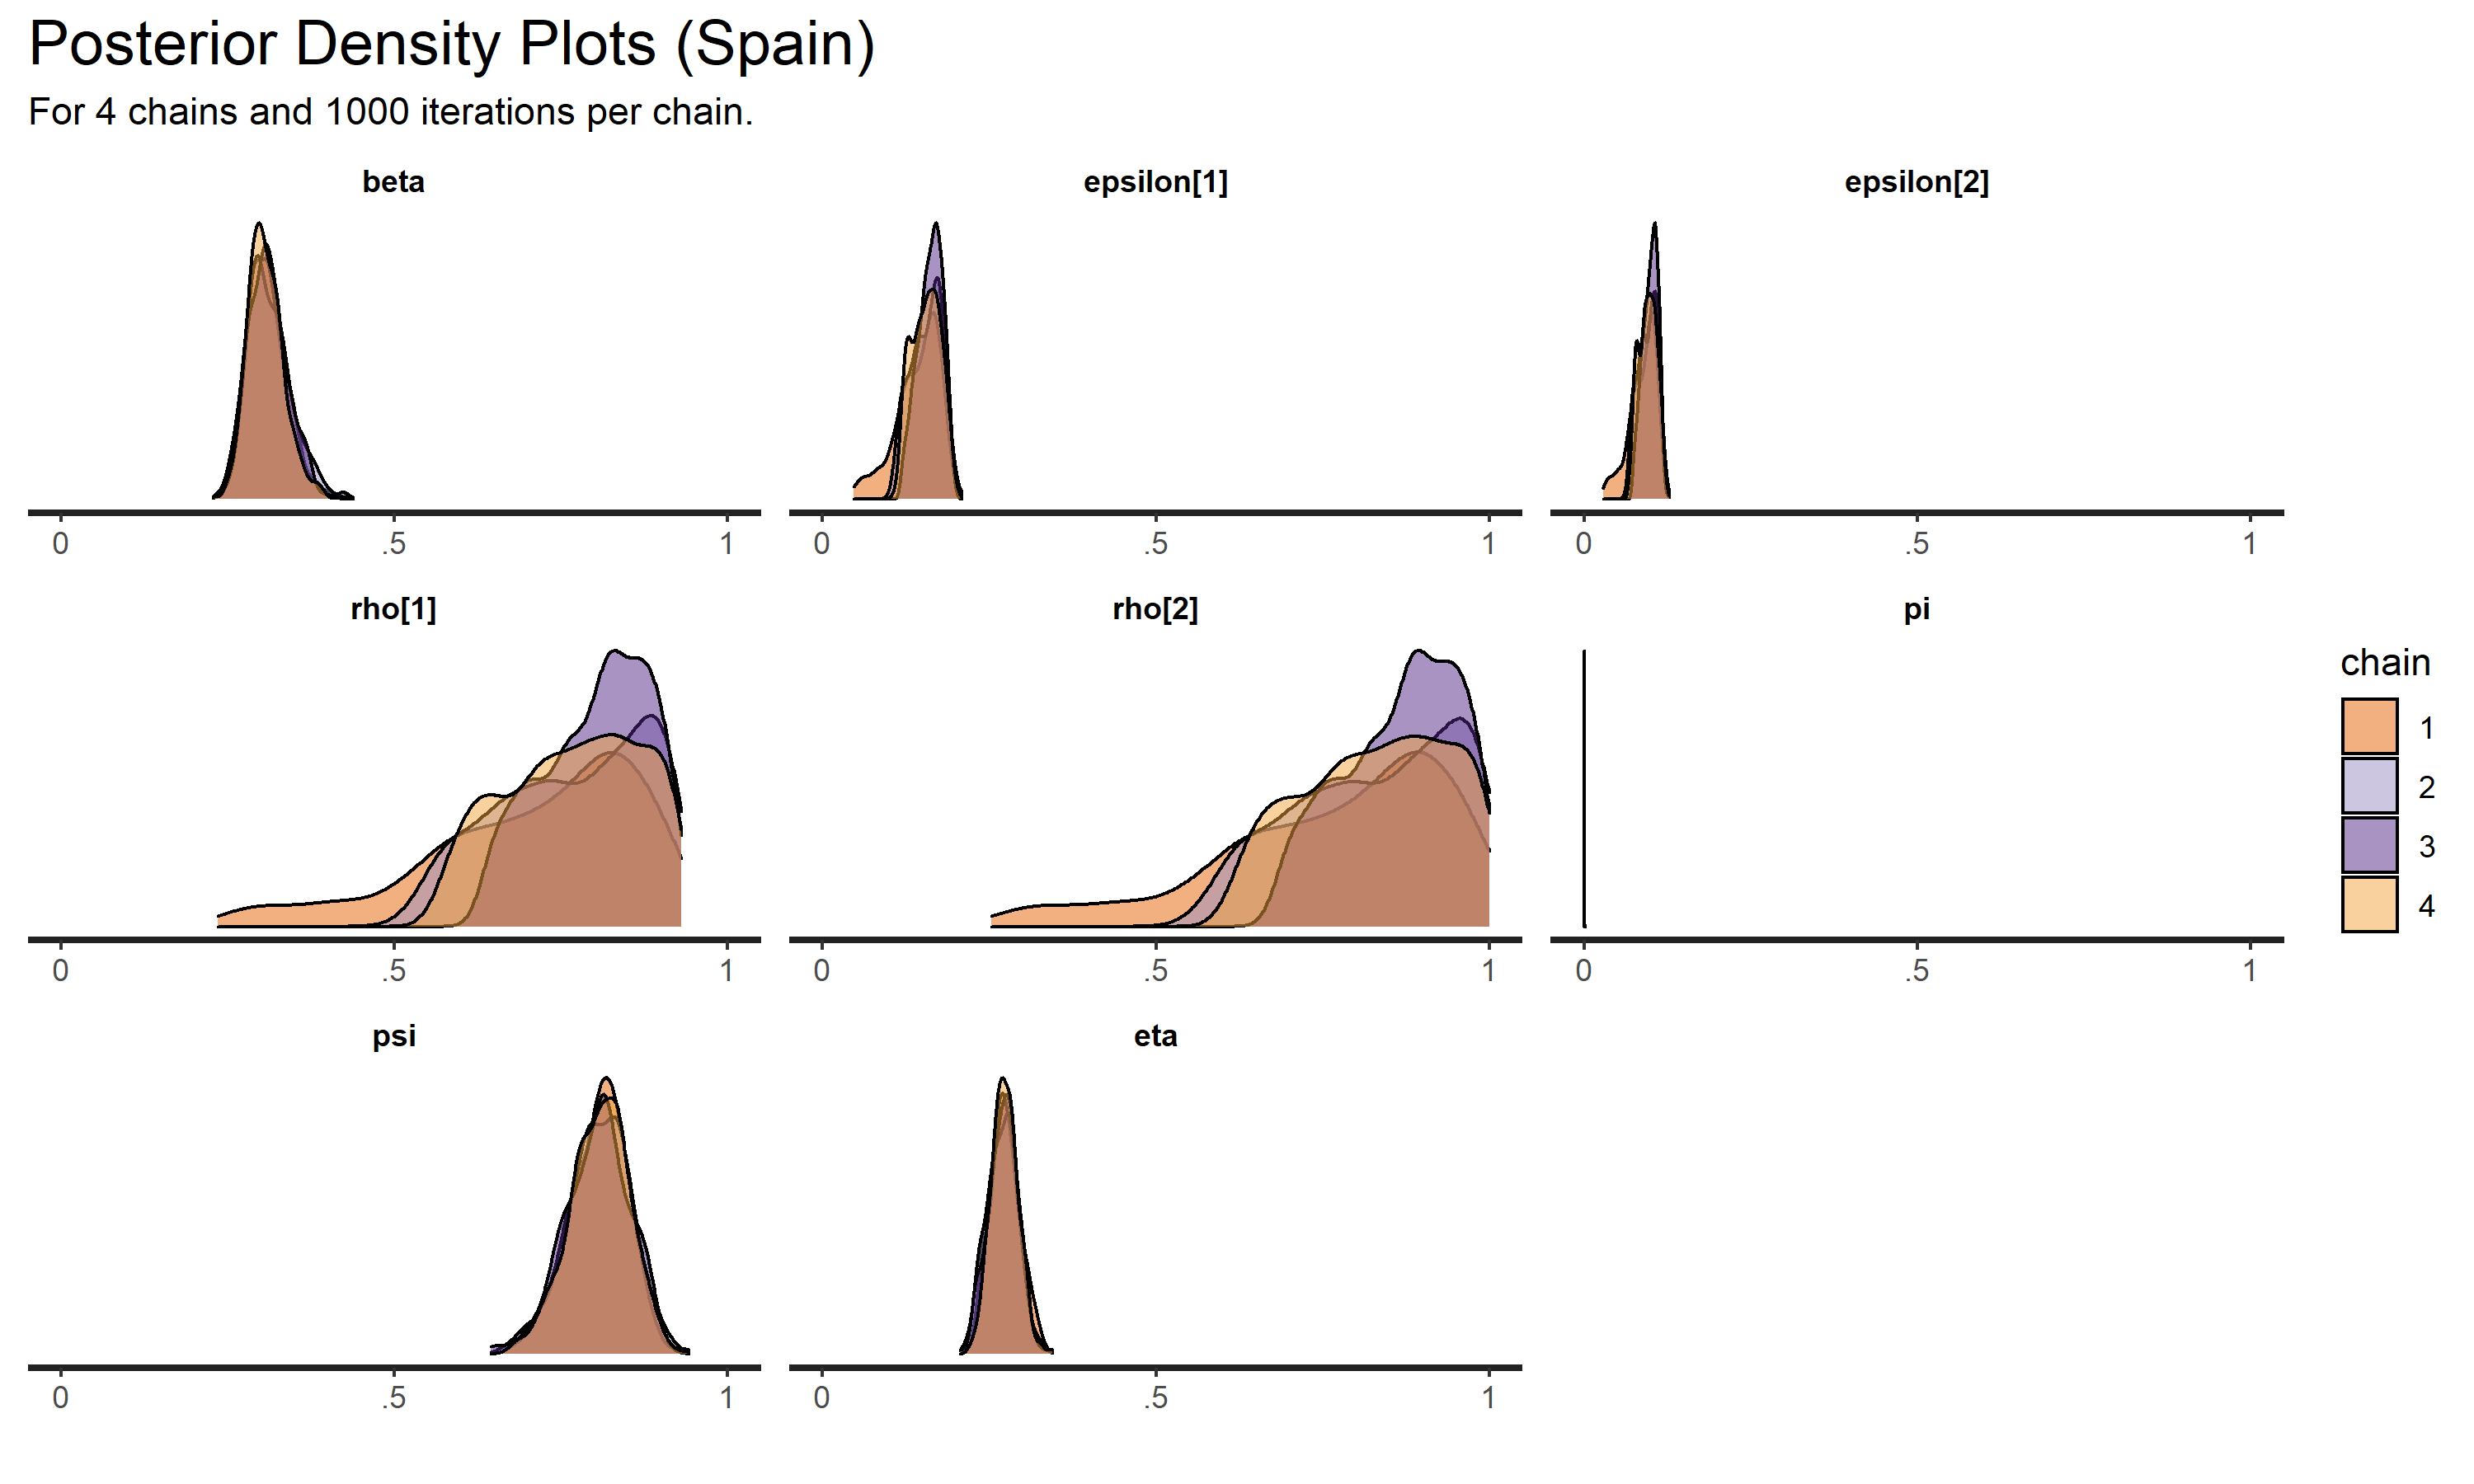 Posterior Density Plots (Spain)
For 4 chains and 1000 iterations per chain.
beta
epsilon[1]
epsilon[2]
0 .5 1
0 .5 1
0 .5 1
rho[1]
rho[2]
pi
0 .5 1
0 .5 1
0 .5 1
psi
eta
0 .5 1
0 .5 1
chain
1
2
3
4